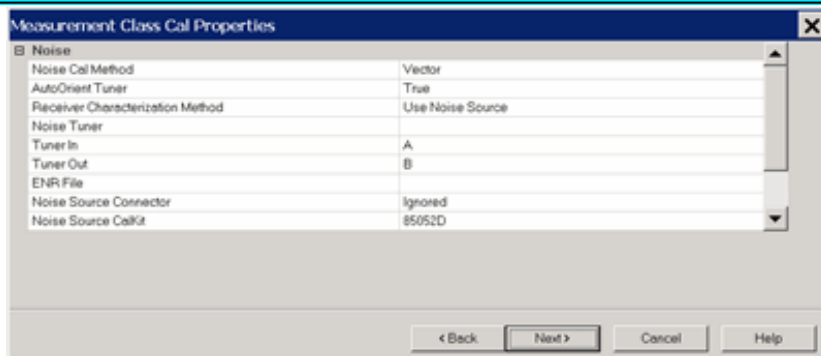 Measurement Class Cal Properties
Noise
Noise Cal Method Vector
AutoOrient Tuner True
Receiver Characterization Method Use Noise Source
Noise Tuner
Tuner In A
Tuner Out B
ENR File
Noise Source Connector Ignored
Noise Source CalKit 85052D
< Back Next > Cancel Help